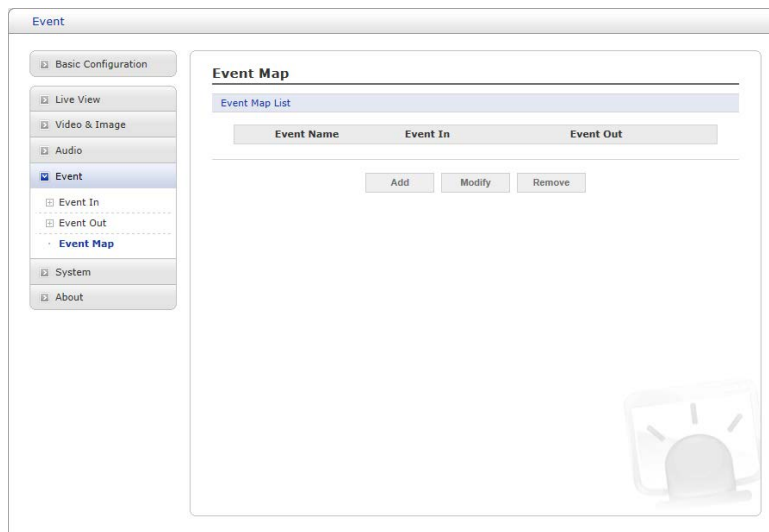 Event
Basic Configuration
Live View
Video & Image
Audio
Event
Event In
Event Out
Event Map
System
About
Event Map
Event Map List
Event Name Event In Event Out
Add Modify Remove